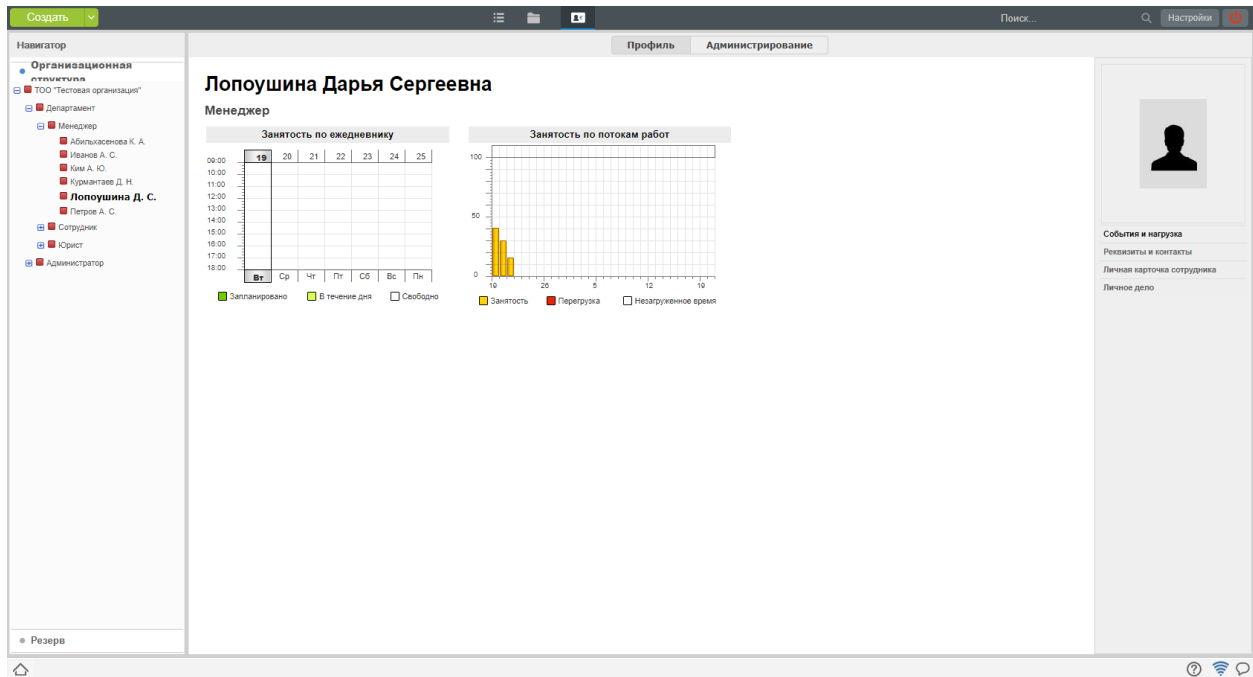 Создать
Поиск...
Настройки
Навигатор
Профиль
Администрирование
Организационная
структура
ТОО "Тестовая организация"
Департамент
Менеджер
Абильхасенова К. А.
Иванов А. С.
Ким А. Ю.
Курмантаев Д. Н.
Лопоушина Д. С.
Петров А. С.
Сотрудник
Юрист
Администратор
Резерв
Лопоушина Дарья Сергеевна
Менеджер
Занятость по ежедневнику
19 20 21 22 23 24 25
09:00
10:00
11:00
12:00
13:00
14:00
15:00
16:00
17:00
18:00
Вт Ср Чт Пт Сб Вс Пн
Запланировано В течение дня Свободно
Занятость по потокам работ
100
50
0
19 26 5 12 19
Занятость Перегрузка Незагруженное время
События и нагрузка
Реквизиты и контакты
Личная карточка сотрудника
Личное дело